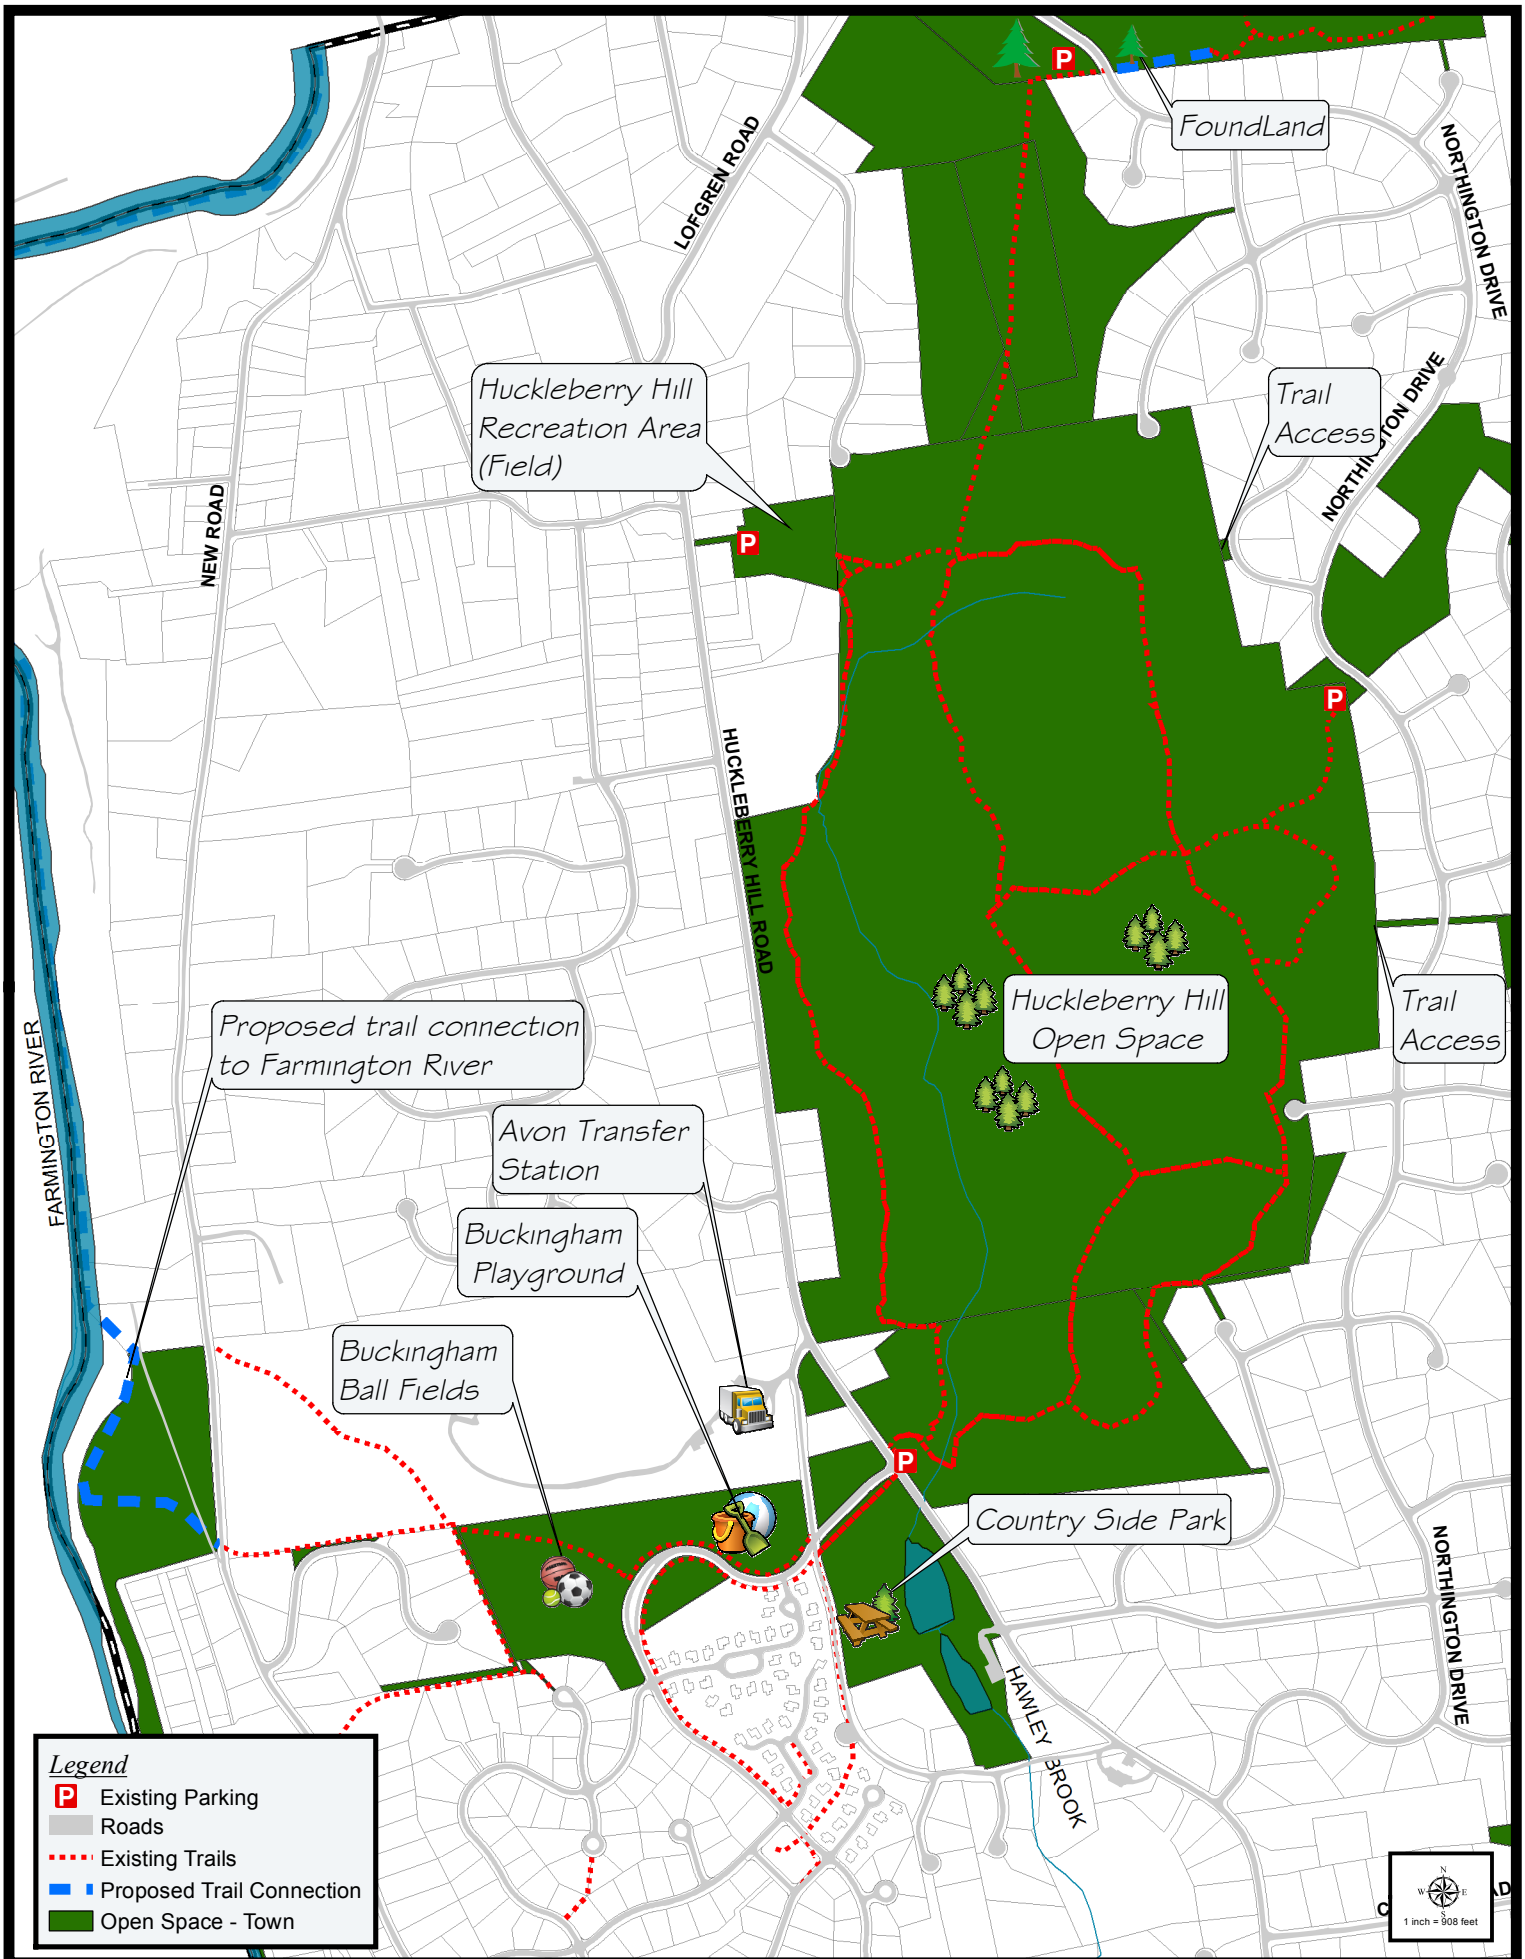 P
FoundLand
LOFGREN ROAD
NORTHINGTON DRIVE
Huckleberry Hill
Recreation Area
(Field)
Trail
Access
NORTHINGTON DRIVE
NEW ROAD
P
P
HUCKLEBERRY HILL ROAD
Huckleberry Hill
Open Space
Trail
Access
Proposed trail connection
to Farmington River
FARMINGTON RIVER
Avon Transfer
Station
Buckingham
Playground
Buckingham
Ball Fields
P
Country Side Park
NORTHINGTON DRIVE
HAWLEY BROOK
Legend
P Existing Parking
Roads
Existing Trails
Proposed Trail Connection
Open Space - Town
N
W E
S
1 inch = 908 feet